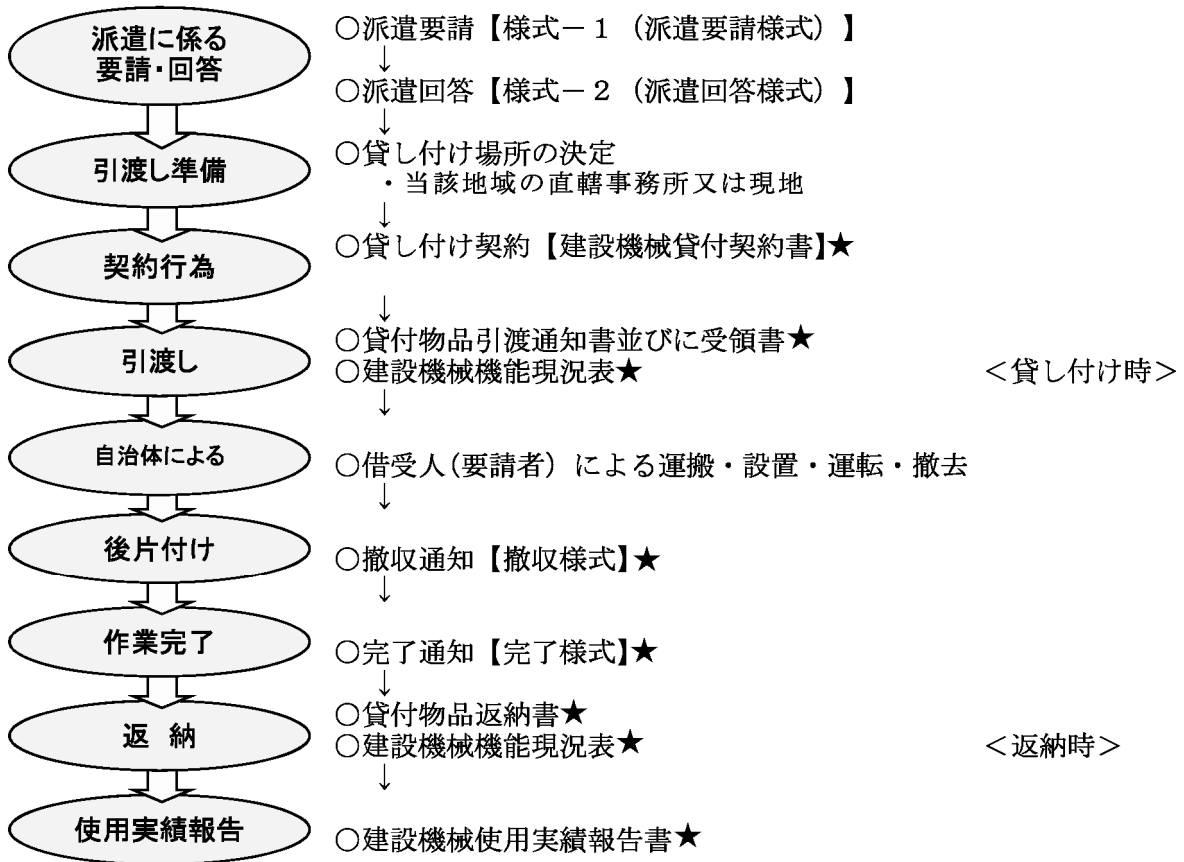 派遣に係る
要請・回答
○派遣要請【様式－１（派遣要請様式）】
↓
○派遣回答【様式－２（派遣回答様式）】
↓
引渡し準備
○貸し付け場所の決定
・当該地域の直轄事務所又は現地
↓
契約行為
○貸し付け契約【建設機械貸付契約書】★
↓
引渡し
○貸付物品引渡通知書並びに受領書★
○建設機械機能現況表★ ＜貸し付け時＞
↓
自治体による
○借受人(要請者）による運搬・設置・運転・撤去
↓
後片付け
○撤収通知【撤収様式】★
↓
作業完了
○完了通知【完了様式】★
↓
返 納
○貸付物品返納書★
○建設機械機能現況表★ ＜返納時＞
↓
使用実績報告
○建設機械使用実績報告書★